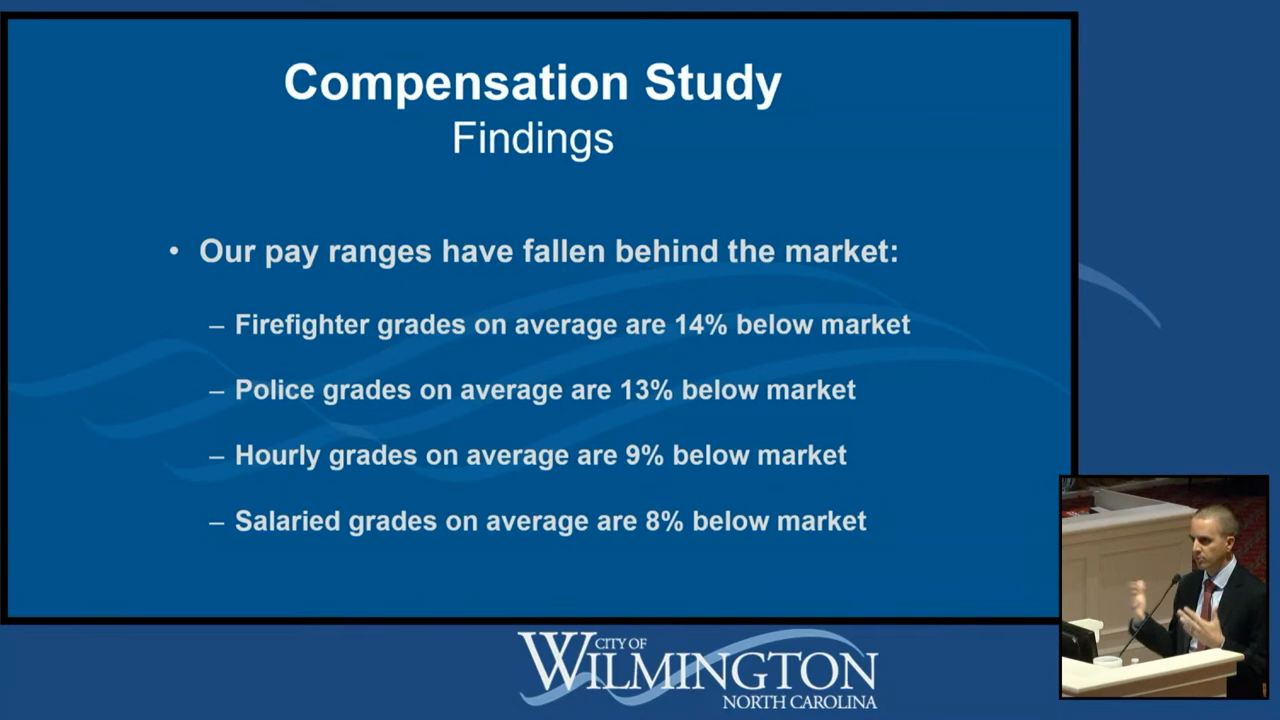 Compensation Study
Findings
• Our pay ranges have fallen behind the market:
– Firefighter grades on average are 14% below market
– Police grades on average are 13% below market
– Hourly grades on average are 9% below market
– Salaried grades on average are 8% below market
CITY OF
WILMINGTON
NORTH CAROLINA